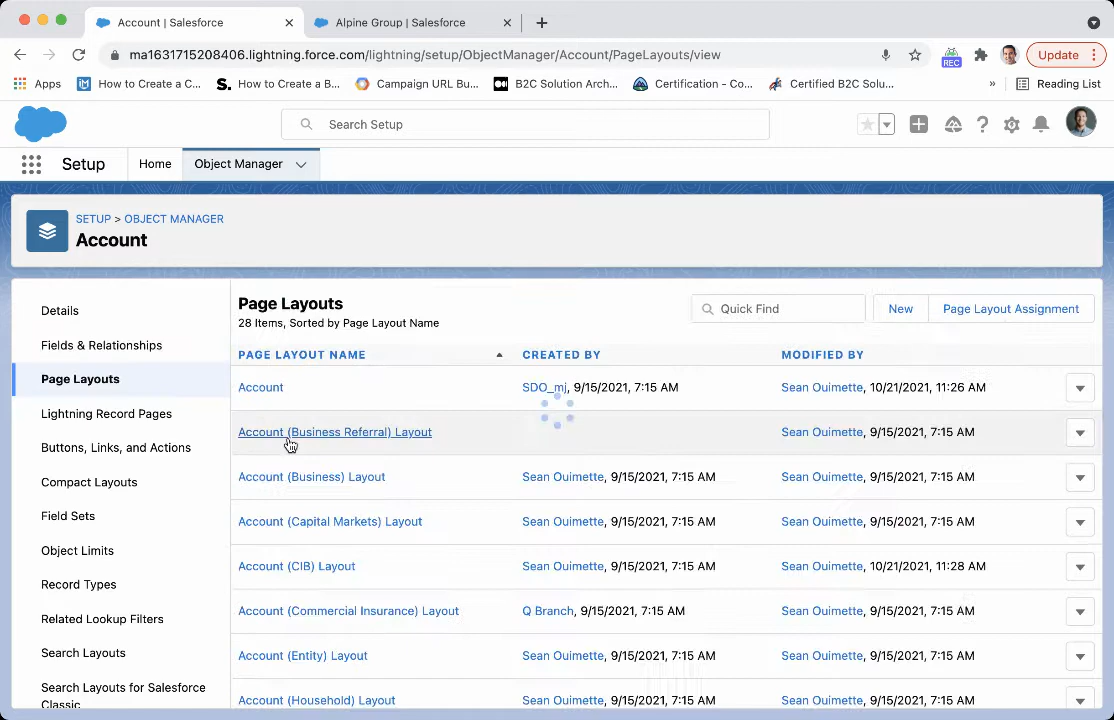 Account | Salesforce
Alpine Group | Salesforce
ma1631715208406.lightning.force.com/lightning/setup/ObjectManager/Account/PageLayouts/view
REC
Update
Apps
How to Create a C...
How to Create a B...
Campaign URL Bu...
B2C Solution Arch...
Certification - Co...
Certified B2C Solu...
»
Reading List
Search Setup
Setup
Home
Object Manager
SETUP > OBJECT MANAGER
Account
Details
Fields & Relationships
Page Layouts
Lightning Record Pages
Buttons, Links, and Actions
Compact Layouts
Field Sets
Object Limits
Record Types
Related Lookup Filters
Search Layouts
Search Layouts for Salesforce
Classic
Page Layouts
28 Items, Sorted by Page Layout Name
Quick Find
New
Page Layout Assignment
PAGE LAYOUT NAME CREATED BY MODIFIED BY
Account SDO_mj, 9/15/2021, 7:15 AM Sean Ouimette, 10/21/2021, 11:26 AM
Account (Business Referral) Layout Sean Ouimette, 9/15/2021, 7:15 AM
Account (Business) Layout Sean Ouimette, 9/15/2021, 7:15 AM Sean Ouimette, 9/15/2021, 7:15 AM
Account (Capital Markets) Layout Sean Ouimette, 9/15/2021, 7:15 AM Sean Ouimette, 9/15/2021, 7:15 AM
Account (CIB) Layout Sean Ouimette, 9/15/2021, 7:15 AM Sean Ouimette, 10/21/2021, 11:28 AM
Account (Commercial Insurance) Layout Q Branch, 9/15/2021, 7:15 AM Sean Ouimette, 9/15/2021, 7:15 AM
Account (Entity) Layout Sean Ouimette, 9/15/2021, 7:15 AM Sean Ouimette, 9/15/2021, 7:15 AM
Account (Household) Layout Sean Ouimette, 9/15/2021, 7:15 AM Sean Ouimette, 9/15/2021, 7:15 AM